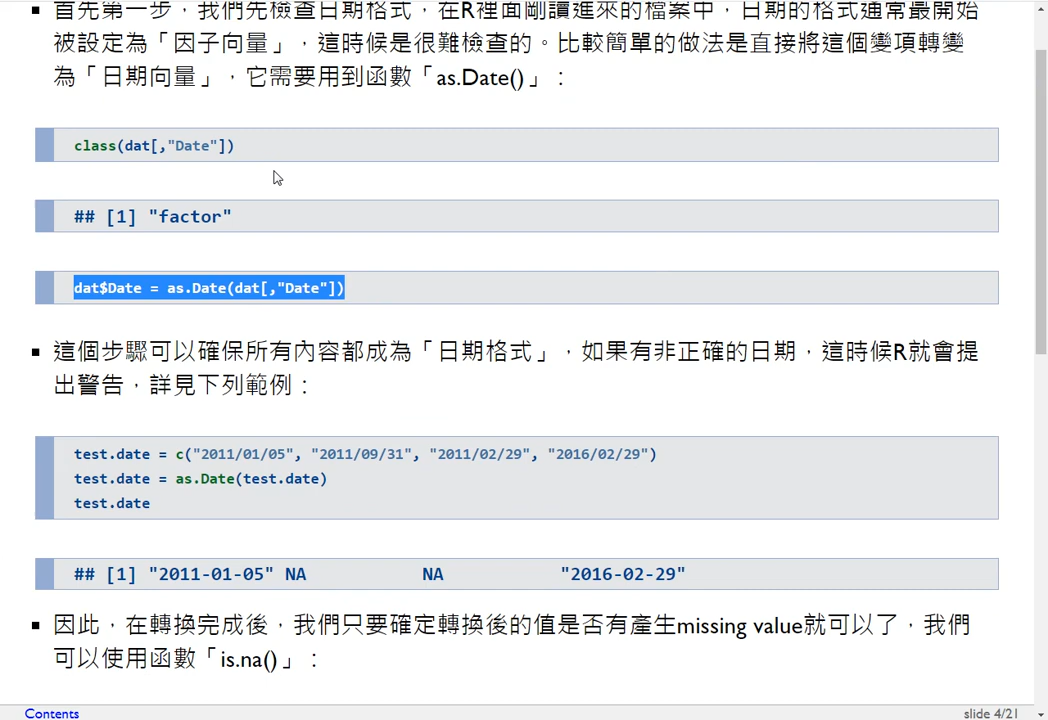 首先第一步，我們先檢查日期格式，在R裡面剛讀進來的檔案中，日期的格式通常最開始
被設定為「因子向量」，這時候是很難檢查的。比較簡單的做法是直接將這個變項轉變
為「日期向量」，它需要用到函數「as.Date()」：
class(dat[,"Date"])
## [1] "factor"
dat$Date = as.Date(dat[,"Date"])
這個步驟可以確保所有內容都成為「日期格式」，如果有非正確的日期，這時候R就會提
出警告，詳見下列範例：
test.date = c("2011/01/05", "2011/09/31", "2011/02/29", "2016/02/29")
test.date = as.Date(test.date)
test.date
## [1] "2011-01-05" NA           NA           "2016-02-29"
因此，在轉換完成後，我們只要確定轉換後的值是否有產生missing value就可以了，我們
可以使用函數「is.na()」：
Contents
slide 4/21